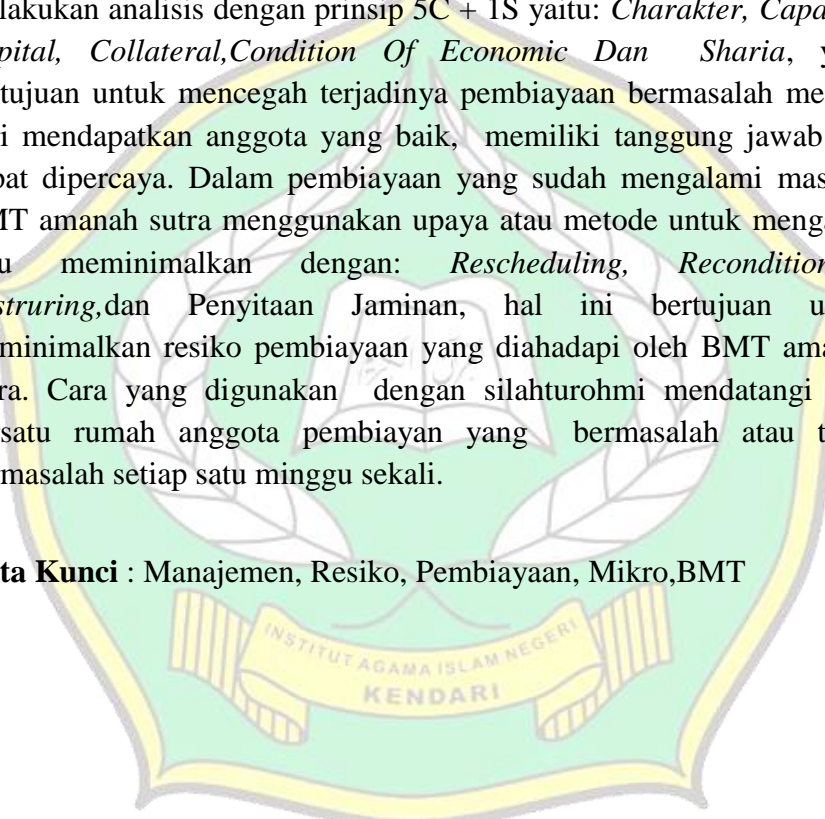 lakukan analisis dengan prinsip 5C + 1S yaitu: Charakter, Capa
pital, Collateral,Condition Of Economic Dan Sharia, y
tujuan untuk mencegah terjadinya pembiayaan bermasalah me
i mendapatkan anggota yang baik, memiliki tanggung jawab
pat dipercaya. Dalam pembiayaan yang sudah mengalami mas
MT amanah sutra menggunakan upaya atau metode untuk menga
u meminimalkan dengan: Rescheduling, Recondition
struring,dan Penyitaan Jaminan, hal ini bertujuan u
minimalkan resiko pembiayaan yang diahadapi oleh BMT ama
ra. Cara yang digunakan dengan silahturohmi mendatangi
satu rumah anggota pembiayan yang bermasalah atau t
masalah setiap satu minggu sekali.
ta Kunci : Manajemen, Resiko, Pembiayaan, Mikro,BMT
INSTITUT AGAMA ISLAM NEGERI
KENDARI